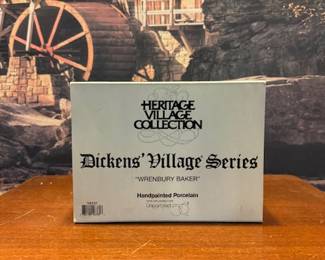 HERITAGE
VILLAGE
COLLECTION
Dickens' Village Series
"WRENBURY BAKER"
Handpainted Porcelain